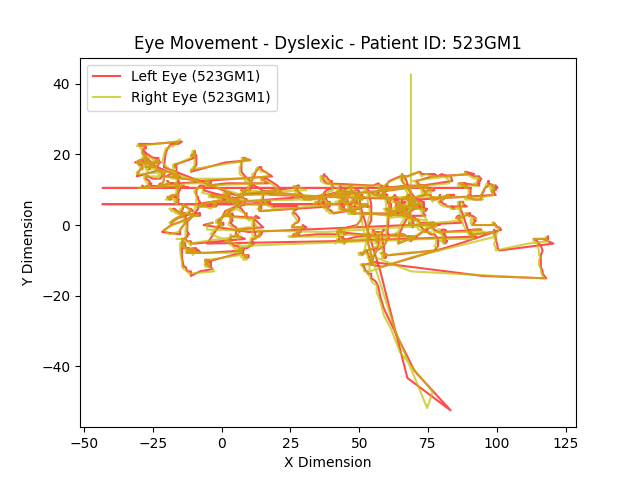 Eye Movement - Dyslexic - Patient ID: 523GM1
Left Eye (523GM1)
Right Eye (523GM1)
Y Dimension
40
20
0
−20
−40
−50
−25
0
25
50
75
100
125
X Dimension